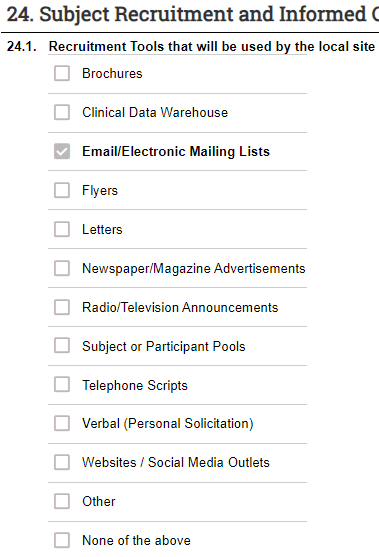 24. Subject Recruitment and Informed
24.1. Recruitment Tools that will be used by the local site
Brochures
Clinical Data Warehouse
Email/Electronic Mailing Lists
Flyers
Letters
Newspaper/Magazine Advertisements
Radio/Television Announcements
Subject or Participant Pools
Telephone Scripts
Verbal (Personal Solicitation)
Websites / Social Media Outlets
Other
None of the above